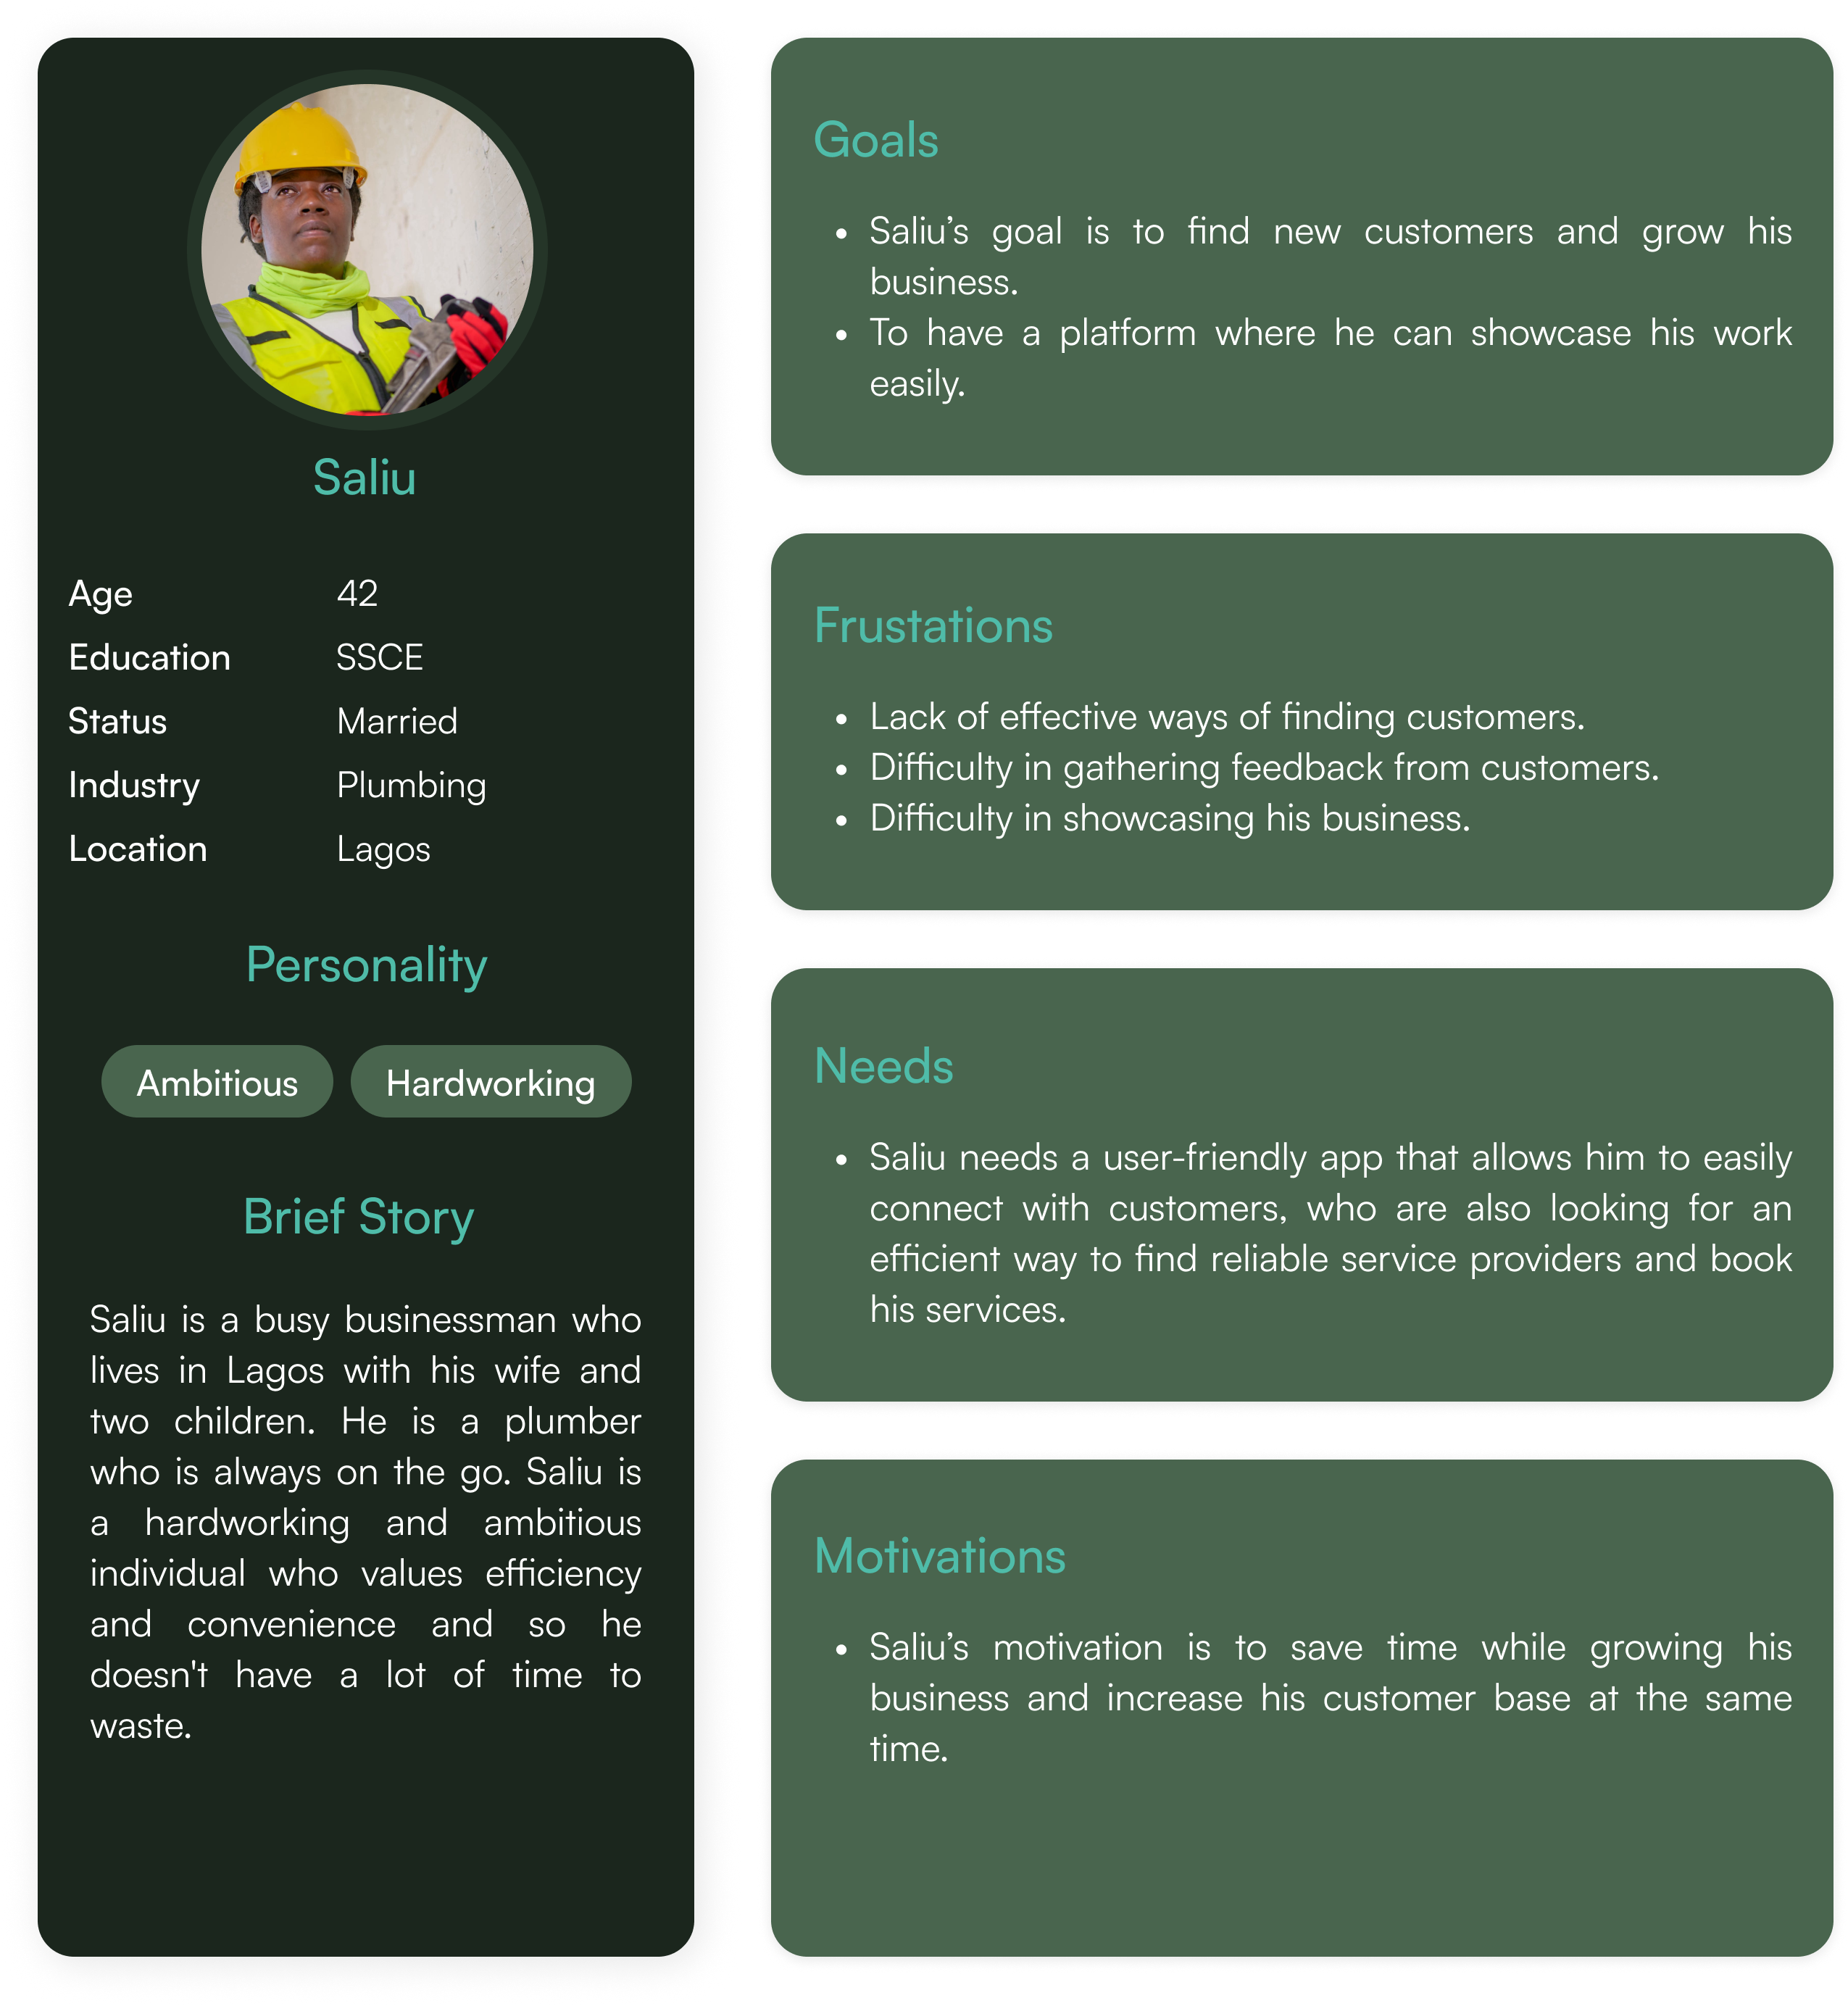 Saliu
Age 42
Education SSCE
Status Married
Industry Plumbing
Location Lagos
Personality
Ambitious Hardworking
Brief Story
Saliu is a busy businessman who
lives in Lagos with his wife and
two children. He is a plumber
who is always on the go. Saliu is
a hardworking and ambitious
individual who values efficiency
and convenience and so he
doesn't have a lot of time to
waste.
Goals
• Saliu’s goal is to find new customers and grow his
business.
• To have a platform where he can showcase his work
easily.
Frustations
• Lack of effective ways of finding customers.
• Difficulty in gathering feedback from customers.
• Difficulty in showcasing his business.
Needs
• Saliu needs a user-friendly app that allows him to easily
connect with customers, who are also looking for an
efficient way to find reliable service providers and book
his services.
Motivations
• Saliu’s motivation is to save time while growing his
business and increase his customer base at the same
time.